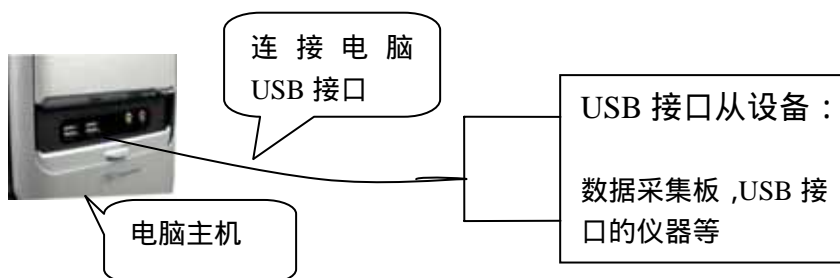 连接电脑
USB 接口
USB 接口从设备：
数据采集板 ,USB 接
口的仪器等
电脑主机